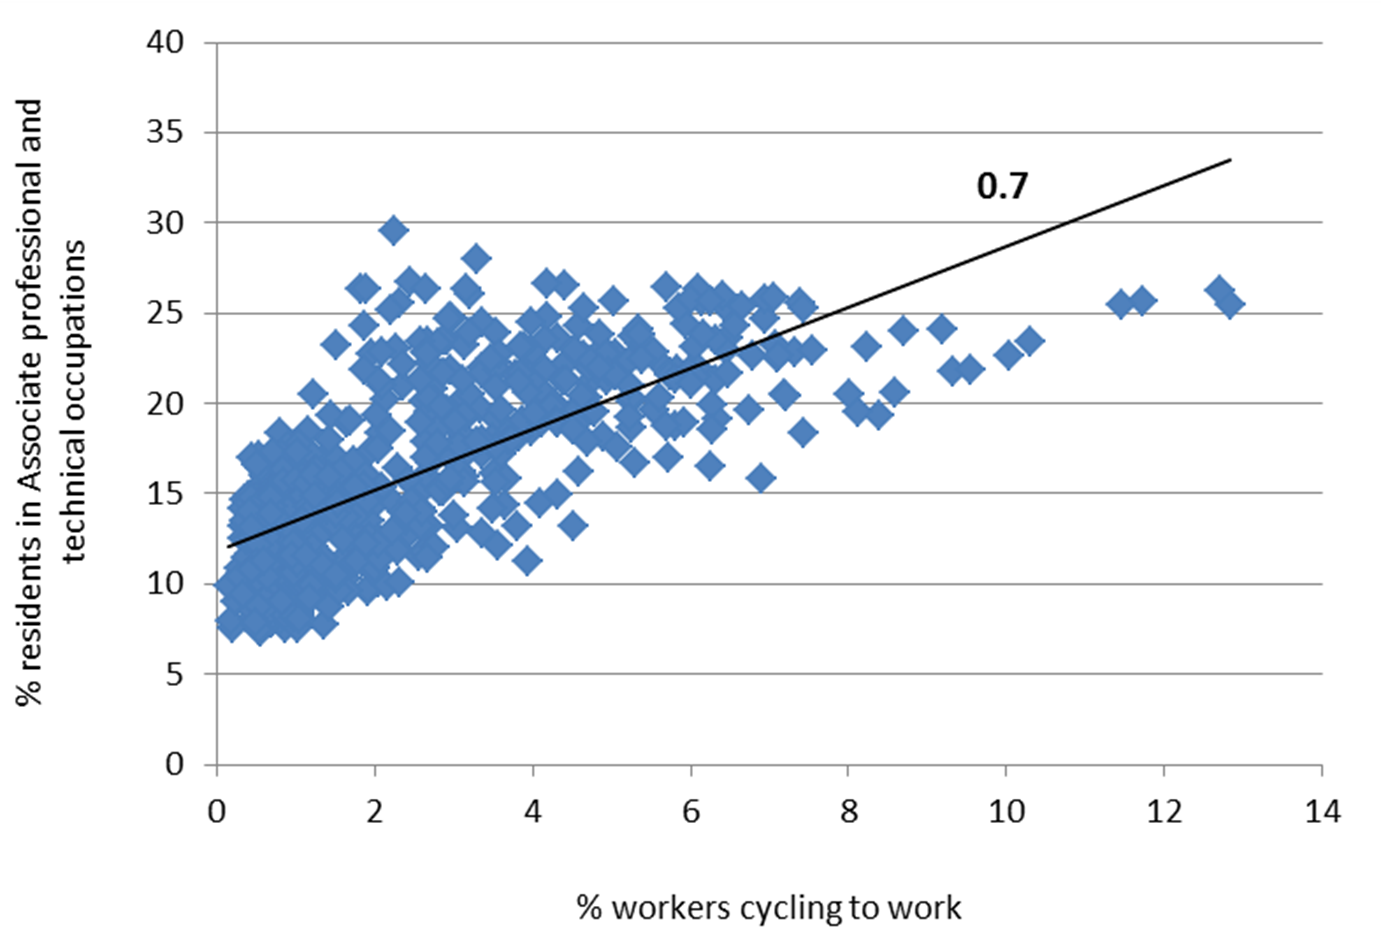 % residents in Associate professional and
technical occupations
40
35
30
25
20
15
10
5
0
0.7
0 2 4 6 8 10 12 14
% workers cycling to work